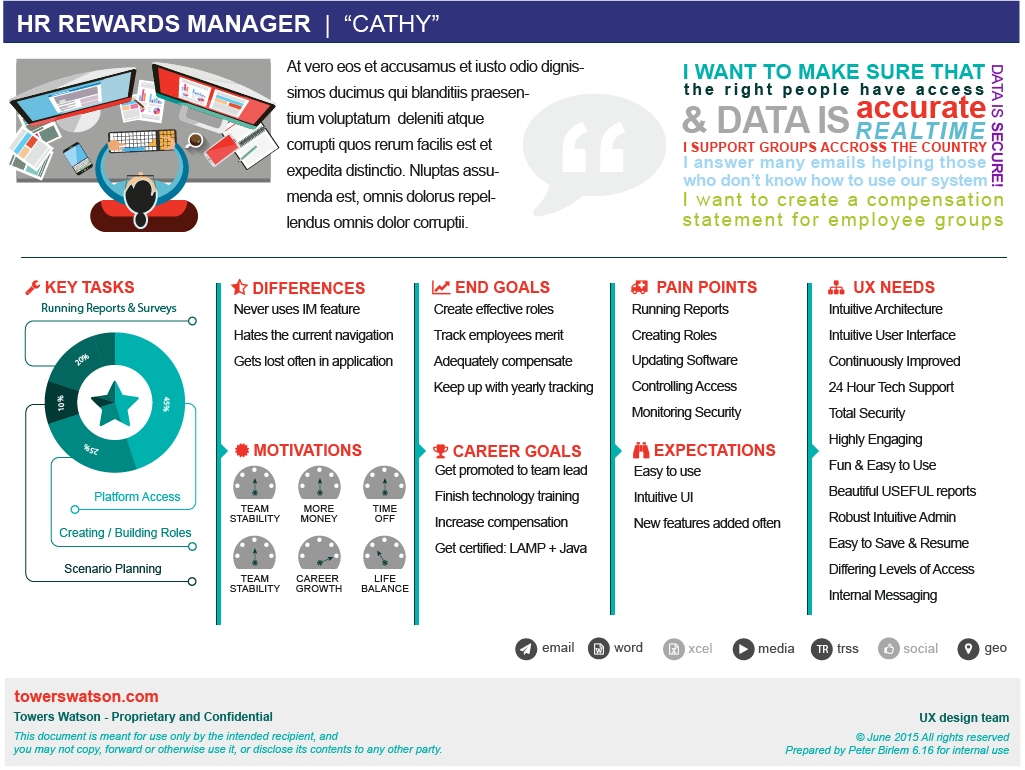 HR REWARDS MANAGER | “CATHY”
At vero eos et accusamus et iusto odio dignis-
simos ducimus qui blanditiis praesen-
tium voluptatum deleniti atque
corrupti quos rerum facilis est et
expedita distinctio. Nluptas assu-
menda est, omnis dolorus repel-
lendus omnis dolor corruptii.
I WANT TO MAKE SURE THAT
the right people have access
& DATA IS accurate
REALTIME
I SUPPORT GROUPS ACCROSS THE COUNTRY
I answer many emails helping those
who don’t know how to use our system
I want to create a compensation
statement for employee groups
DATA IS SECURE!
KEY TASKS
Running Reports & Surveys
20%
10%
45%
25%
Platform Access
Creating / Building Roles
Scenario Planning
DIFFERENCES
Never uses IM feature
Hates the current navigation
Gets lost often in application
MOTIVATIONS
TEAM
STABILITY
MORE
MONEY
TIME
OFF
TEAM
STABILITY
CAREER
GROWTH
LIFE
BALANCE
END GOALS
Create effective roles
Track employees merit
Adequately compensate
Keep up with yearly tracking
CAREER GOALS
Get promoted to team lead
Finish technology training
Increase compensation
Get certified: LAMP + Java
PAIN POINTS
Running Reports
Creating Roles
Updating Software
Controlling Access
Monitoring Security
EXPECTATIONS
Easy to use
Intuitive UI
New features added often
UX NEEDS
Intuitive Architecture
Intuitive User Interface
Continuously Improved
24 Hour Tech Support
Total Security
Highly Engaging
Fun & Easy to Use
Beautiful USEFUL reports
Robust Intuitive Admin
Easy to Save & Resume
Differing Levels of Access
Internal Messaging
email W word X xcel media TR trss social geo
towerswatson.com
Towers Watson - Proprietary and Confidential
This document is meant for use only by the intended recipient, and
you may not copy, forward or otherwise use it, or disclose its contents to any other party.
UX design team
© June 2015 All rights reserved
Prepared by Peter Birlem 6.16 for internal use